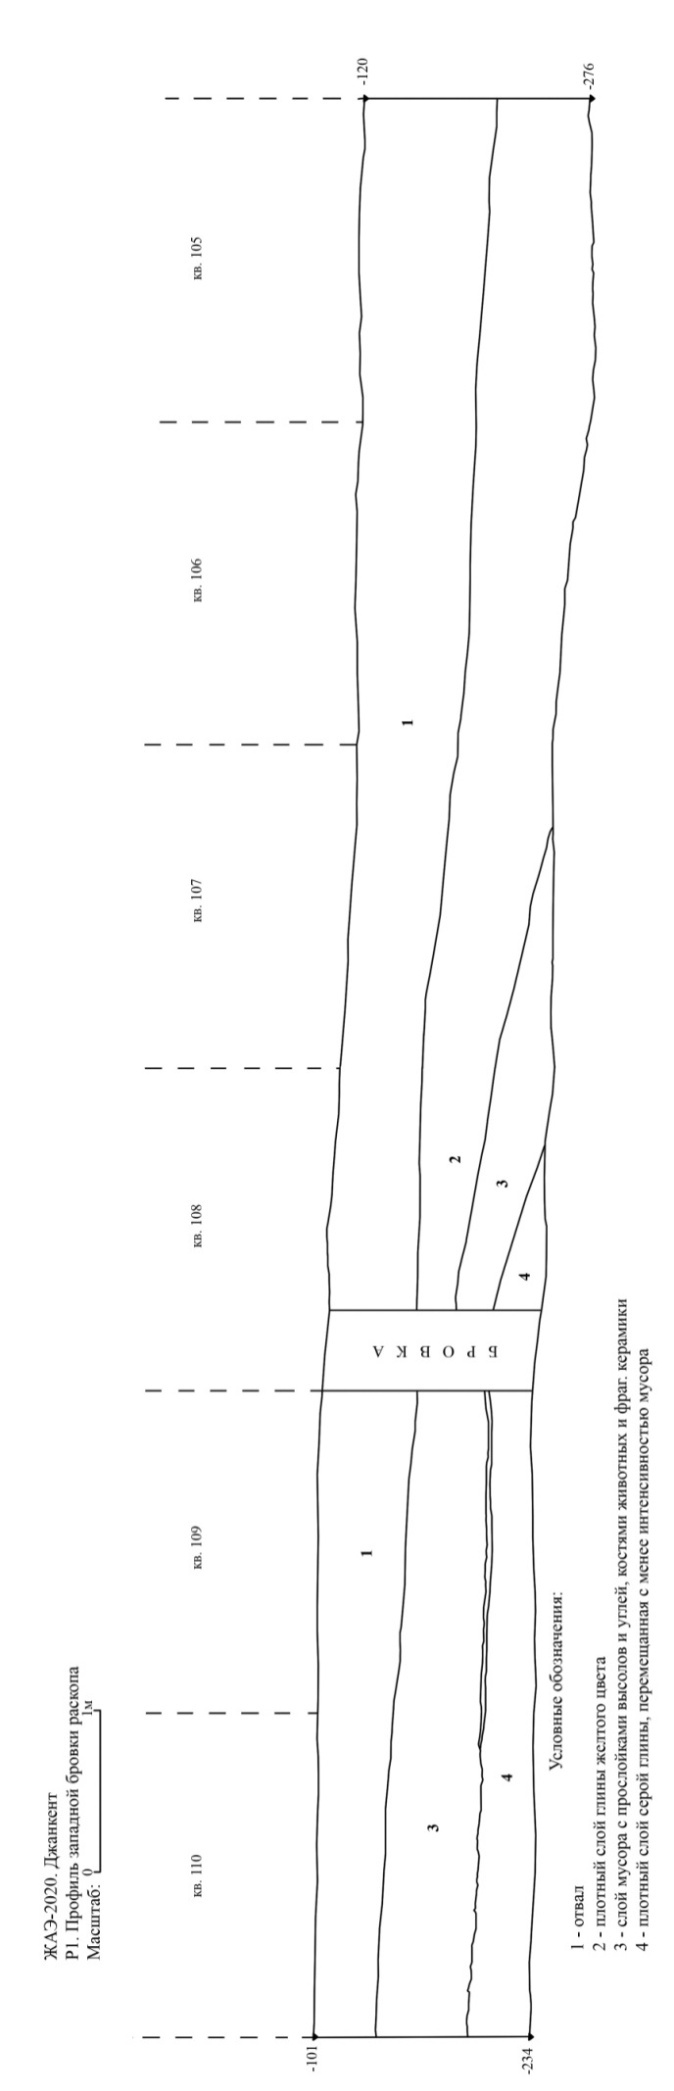 ЖАЭ-2020. Джанкент
Р1. Профиль западной бровки раскопа
Масштаб: 0 1м
кв. 110
кв. 109
кв. 108
кв. 107
кв. 106
кв. 105
-101
-120
1
1
3
4
БРОВКА
2
3
4
-234
-276
Условные обозначения:
1 - отвал
2 - плотный слой глины желтого цвета
3 - слой мусора с прослойками высолов и углей, костями животных и фраг. керамики
4 - плотный слой серой глины, перемещанная с менее интенсивностью мусора